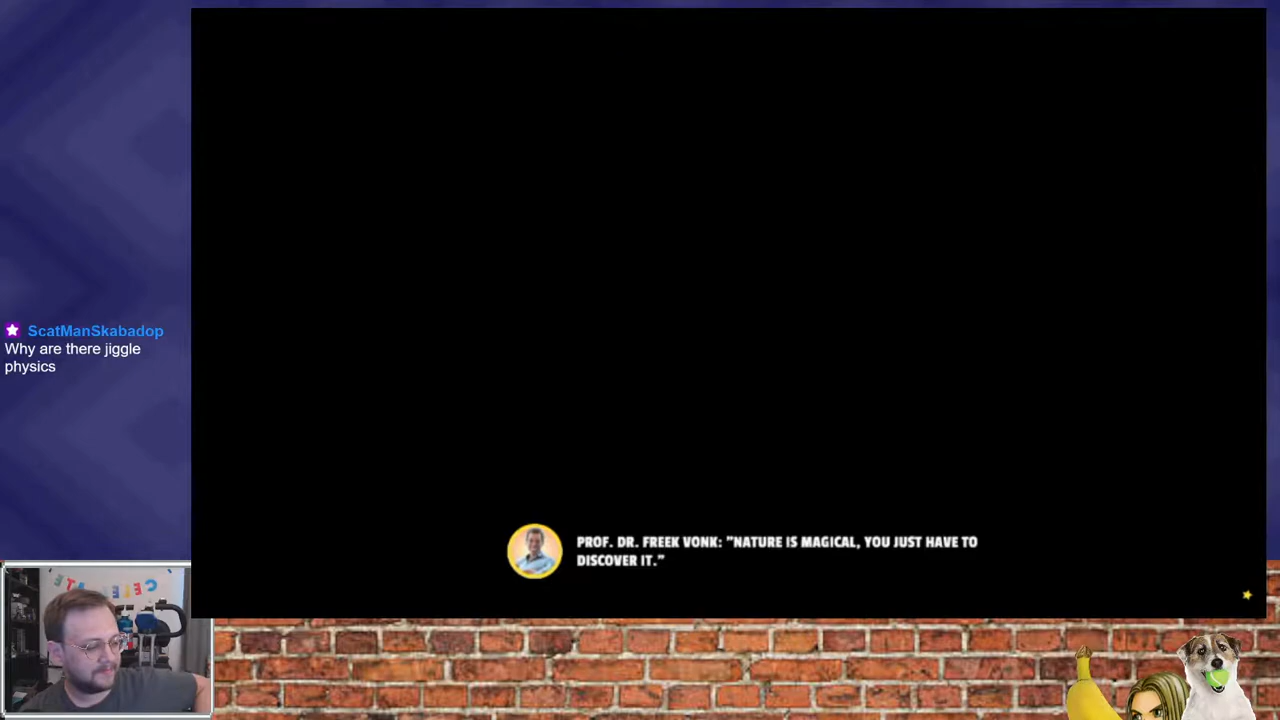 ScatManSkabadop
Why are there jiggle
physics
PROF. DR. FREEK VONK: "NATURE IS MAGICAL, YOU JUST HAVE TO
DISCOVER IT."